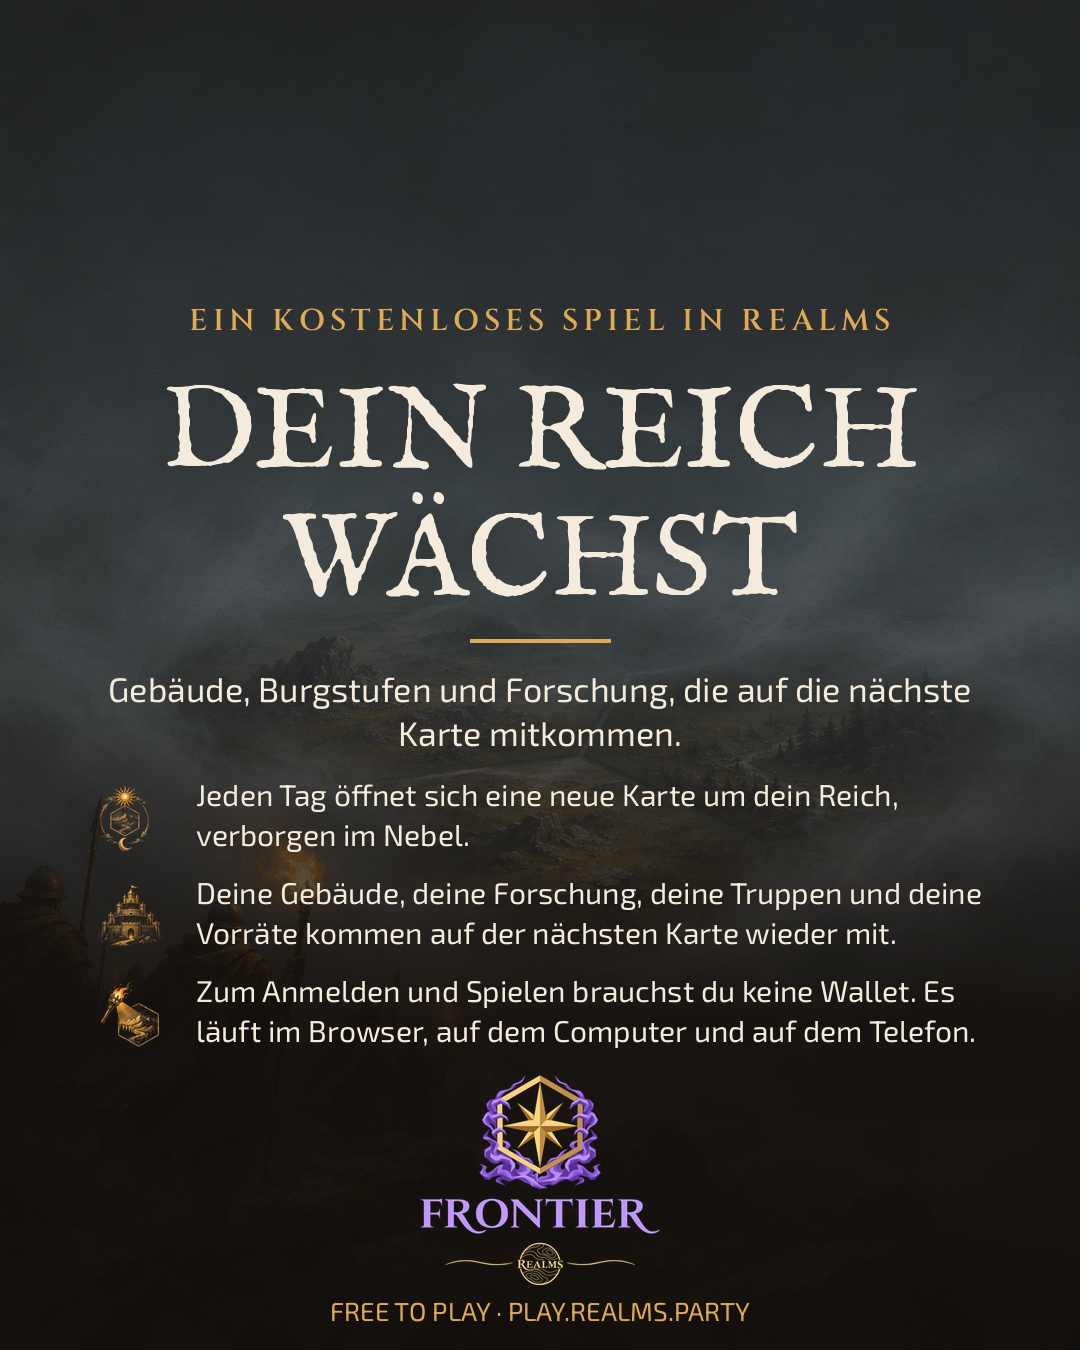 EIN KOSTENLOSES SPIEL IN REALMS
DEIN REICH
WÄCHST
Gebäude, Burgstufen und Forschung, die auf die nächste
Karte mitkommen.
Jeden Tag öffnet sich eine neue Karte um dein Reich,
verborgen im Nebel.
Deine Gebäude, deine Forschung, deine Truppen und deine
Vorräte kommen auf der nächsten Karte wieder mit.
Zum Anmelden und Spielen brauchst du keine Wallet. Es
läuft im Browser, auf dem Computer und auf dem Telefon.
FRONTIER
REALMS
FREE TO PLAY · PLAY.REALMS.PARTY